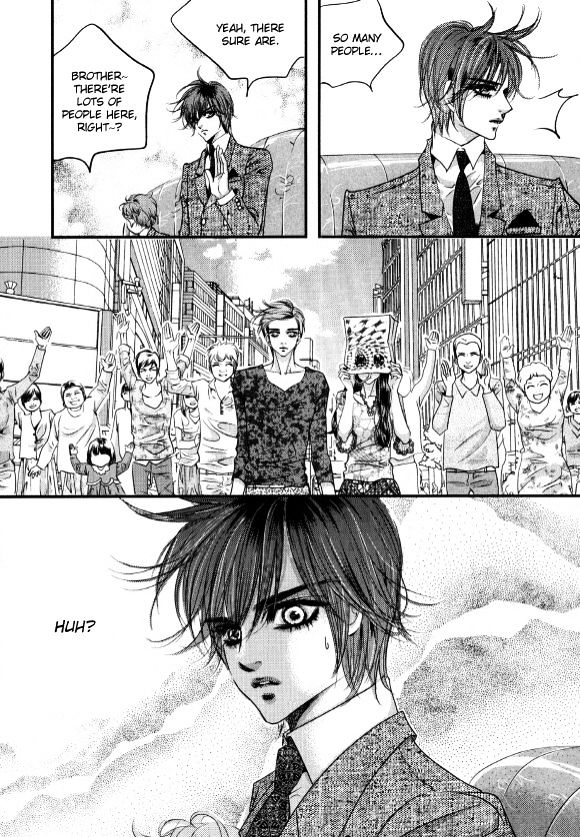 BROTHER~
THERE'RE
LOTS OF
PEOPLE HERE,
RIGHT~?
YEAH, THERE
SURE ARE.
SO MANY
PEOPLE...
HUH?